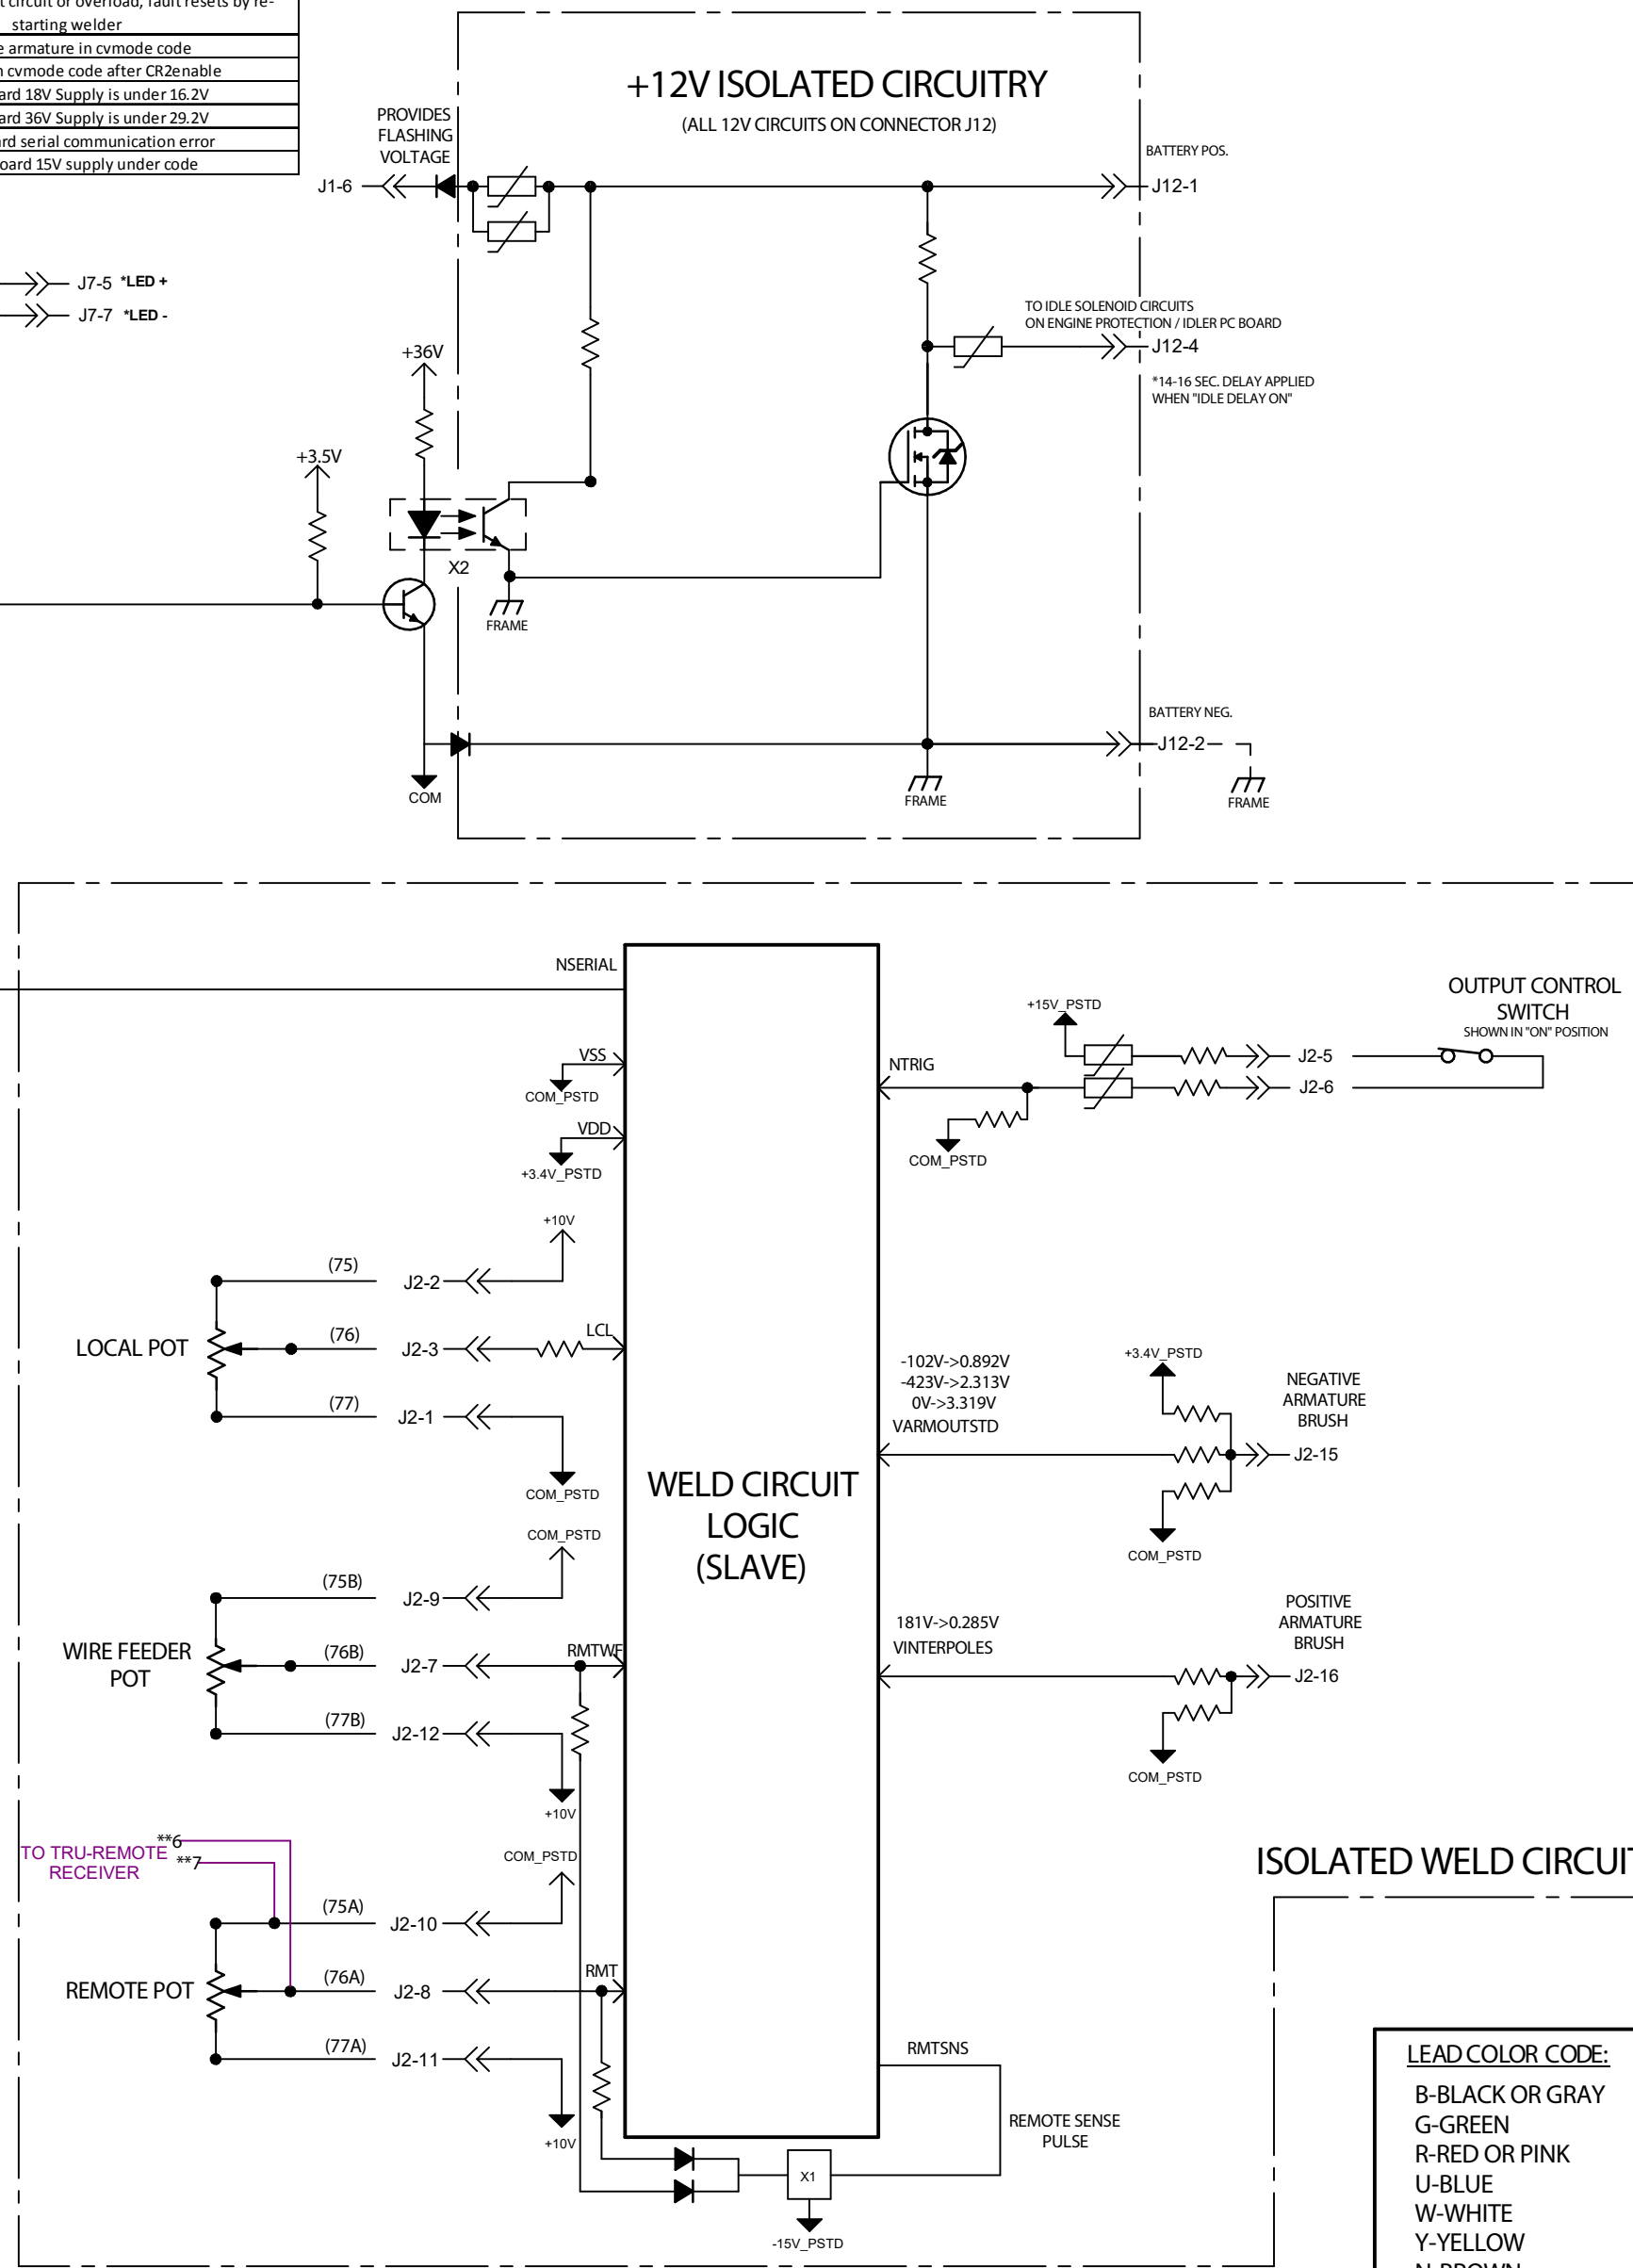 circuit or overload, fault resets by re-
starting welder
armature in cvmode code
cvmode code after CR2enable
18V Supply is under 16.2V
36V Supply is under 29.2V
serial communication error
15V supply under code
+12V ISOLATED CIRCUITRY
(ALL 12V CIRCUITS ON CONNECTOR J12)
PROVIDES
FLASHING
VOLTAGE
J1-6
BATTERY POS.
J12-1
J7-5 *LED +
J7-7 *LED -
TO IDLE SOLENOID CIRCUITS
ON ENGINE PROTECTION / IDLER PC BOARD
J12-4
*14-16 SEC. DELAY APPLIED
WHEN "IDLE DELAY ON"
+36V
+3.5V
X2
FRAME
BATTERY NEG.
J12-2
COM
FRAME
FRAME
NSERIAL
VSS
COM_PSTD
VDD
+3.4V_PSTD
+15V_PSTD
NTRIG
COM_PSTD
J2-5
J2-6
OUTPUT CONTROL
SWITCH
SHOWN IN "ON" POSITION
+10V
(75)
J2-2
LOCAL POT
(76)
J2-3
LCL
(77)
J2-1
COM_PSTD
WELD CIRCUIT
LOGIC
(SLAVE)
-102V->0.892V
-423V->2.313V
0V->3.319V
VARMOUTSTD
+3.4V_PSTD
NEGATIVE
ARMATURE
BRUSH
J2-15
COM_PSTD
COM_PSTD
(75B)
J2-9
WIRE FEEDER
POT
(76B)
J2-7
RMTWF
(77B)
J2-12
+10V
181V->0.285V
VINTERPOLES
POSITIVE
ARMATURE
BRUSH
J2-16
COM_PSTD
**6
TO TRU-REMOTE
**7
RECEIVER
COM_PSTD
(75A)
J2-10
REMOTE POT
(76A)
J2-8
RMT
(77A)
J2-11
+10V
RMTSNS
REMOTE SENSE
PULSE
X1
-15V_PSTD
ISOLATED WELD CIRCUIT
LEAD COLOR CODE:
B-BLACK OR GRAY
G-GREEN
R-RED OR PINK
U-BLUE
W-WHITE
Y-YELLOW
N-BROWN